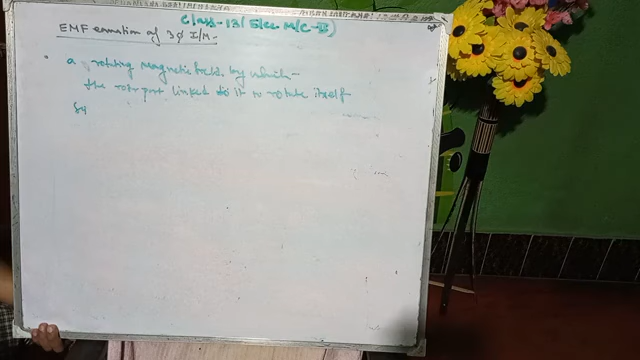 Class-13(Elec. M/C-II)
EMF equation of 3φ I/M-
a rotating magnetic field by which-
the rotor part linked to it to rotate itself